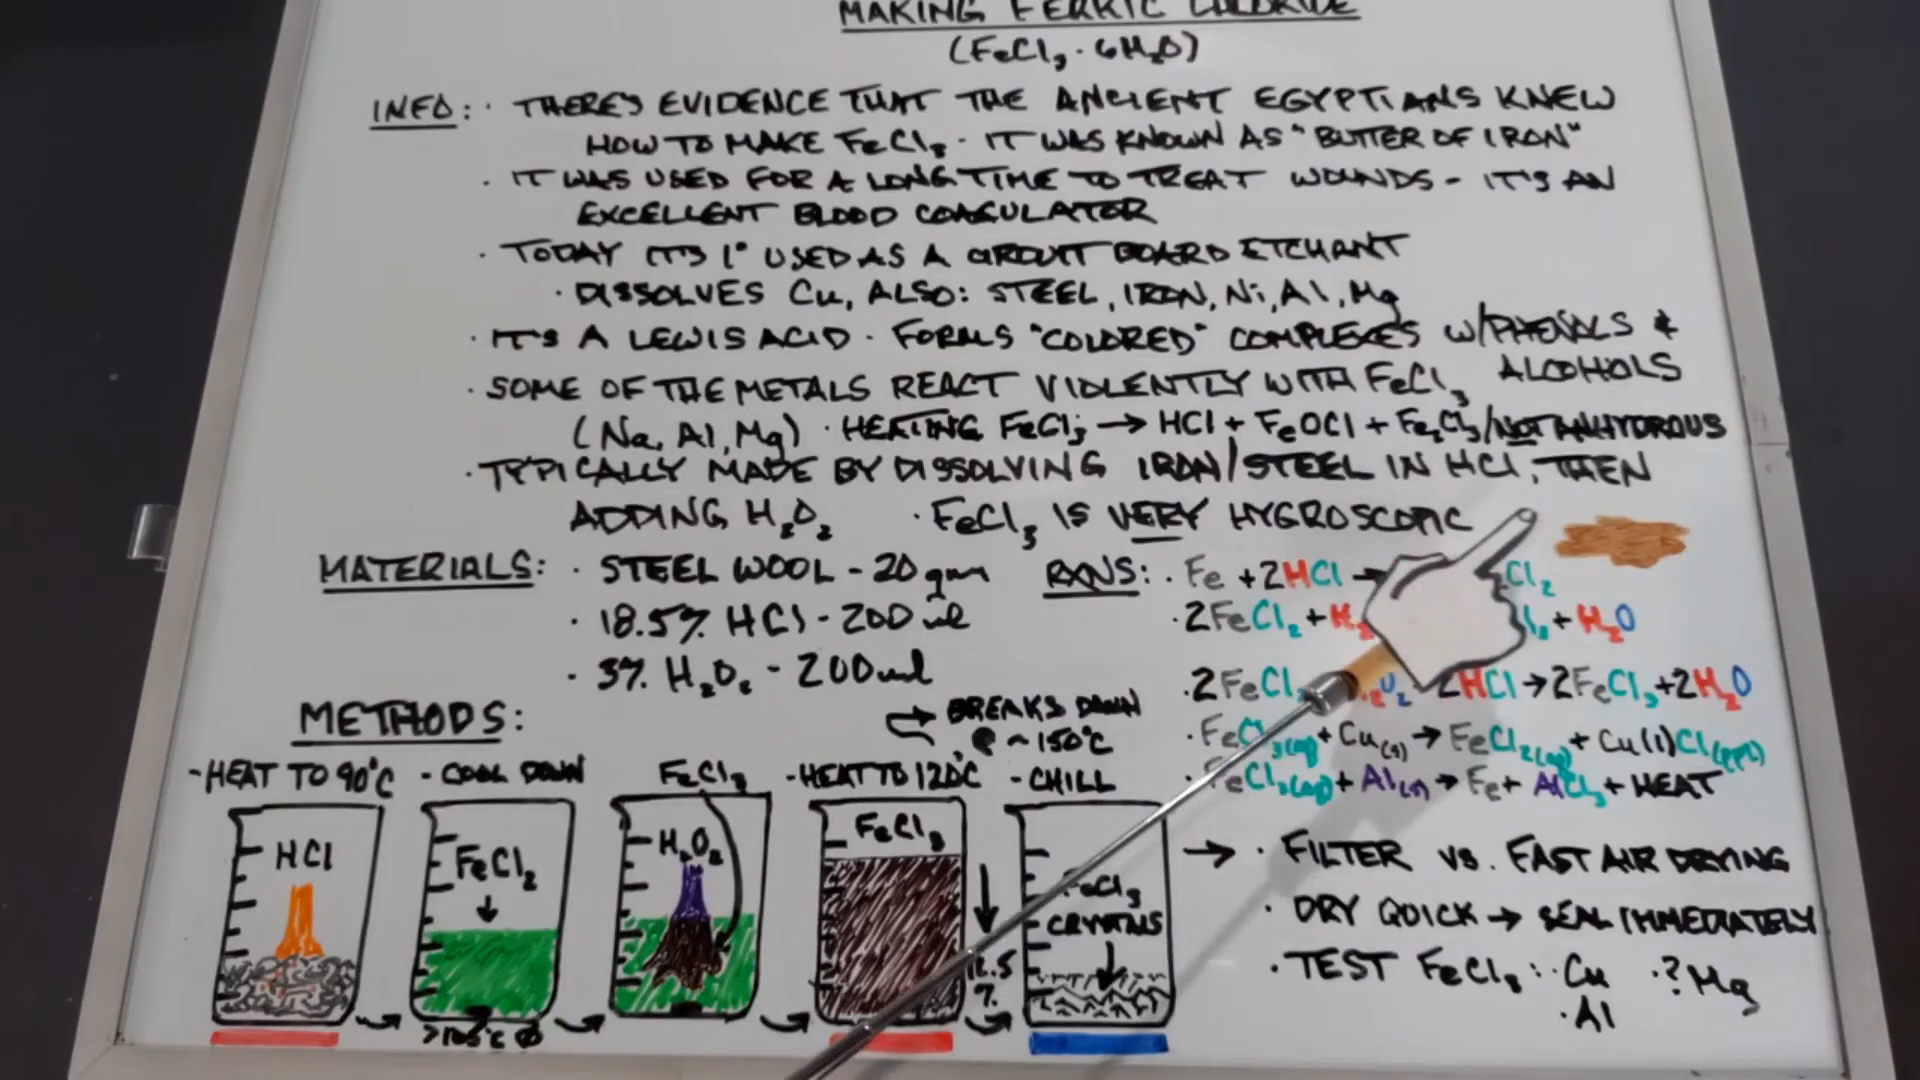 MAKING FERRIC CHLORIDE
(FeCl₃ · 6H₂O)
INFO: · THERE'S EVIDENCE THAT THE ANCIENT EGYPTIANS KNEW
HOW TO MAKE FeCl₃ · IT WAS KNOWN AS "BUTTER OF IRON"
· IT WAS USED FOR A LONG TIME TO TREAT WOUNDS - IT'S AN
EXCELLENT BLOOD COAGULATOR
· TODAY IT'S 1° USED AS A CIRCUIT BOARD ETCHANT
· DISSOLVES Cu, ALSO: STEEL, IRON, Ni, Al, Mg
· IT'S A LEWIS ACID · FORMS "COLORED" COMPLEXES W/PHENOLS &
ALCOHOLS
· SOME OF THE METALS REACT VIOLENTLY WITH FeCl₃
(Na, Al, Mg) · HEATING FeCl₃ → HCl + FeOCl + Fe₂Cl₃/NOT ANHYDROUS
· TYPICALLY MADE BY DISSOLVING IRON/STEEL IN HCl, THEN
ADDING H₂O₂ · FeCl₃ IS VERY HYGROSCOPIC
MATERIALS: · STEEL WOOL - 20 gm
· 18.5% HCl - 200 ml
· 3% H₂O₂ - 200 ml
RXNS: · Fe + 2HCl → Cl₂
· 2FeCl₂ + H₂ + H₂O
· 2FeCl 2HCl → 2FeCl₃ + 2H₂O
· FeCl₃(aq) + Cu(s) → FeCl₂(aq) + Cu(I)Cl(ppt)
· FeCl₃(aq) + Al(s) → Fe + AlCl₃ + HEAT
METHODS:
→ BREAKS DOWN
@ ~150°C
- HEAT TO 90°C
HCl
- COOL DOWN
FeCl₂
>105°C
FeCl₃
H₂O₂
- HEAT TO 120°C
FeCl₃
12.5
%
- CHILL
FeCl₃
CRYSTALS
→ · FILTER VS. FAST AIR DRYING
· DRY QUICK → SEAL IMMEDIATELY
· TEST FeCl₃: · Cu · ? Mg
· Al